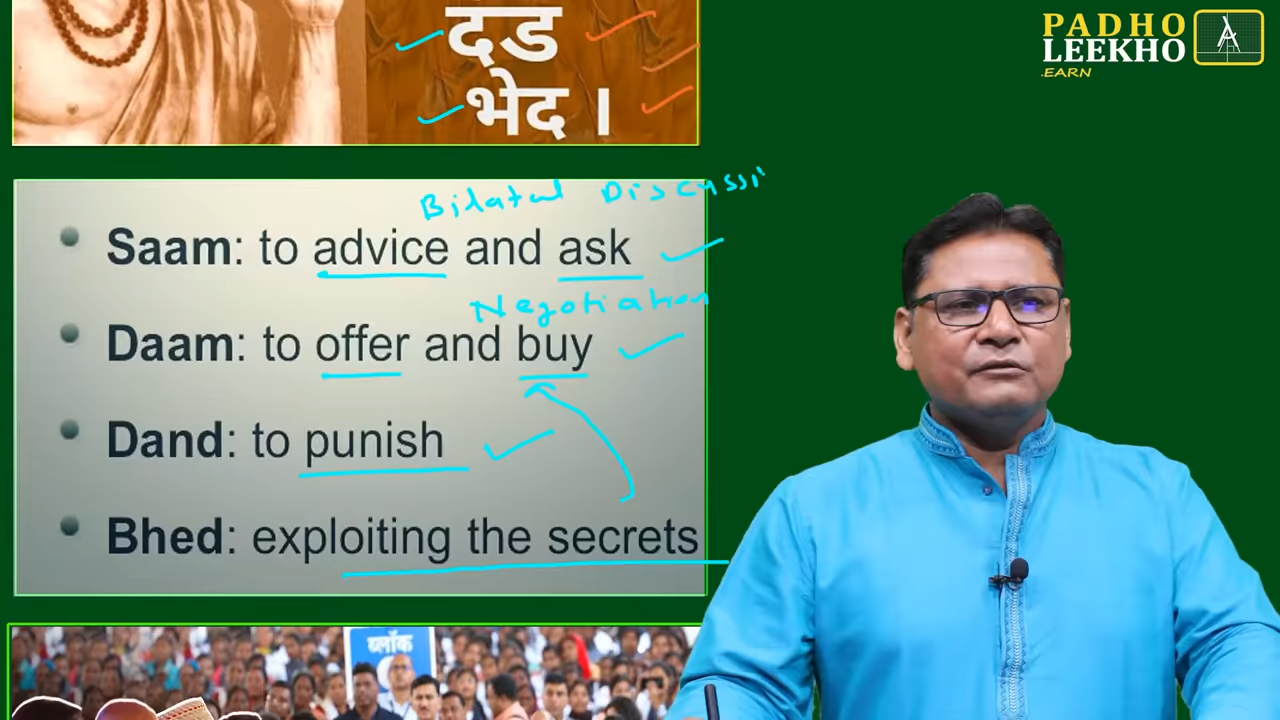 PADHO
LEEKHO
.EARN
दंड
भेद।
Bilatal Discussi
Saam: to advice and ask
Negotiation
Daam: to offer and buy
Dand: to punish
Bhed: exploiting the secrets
ब्लॉक